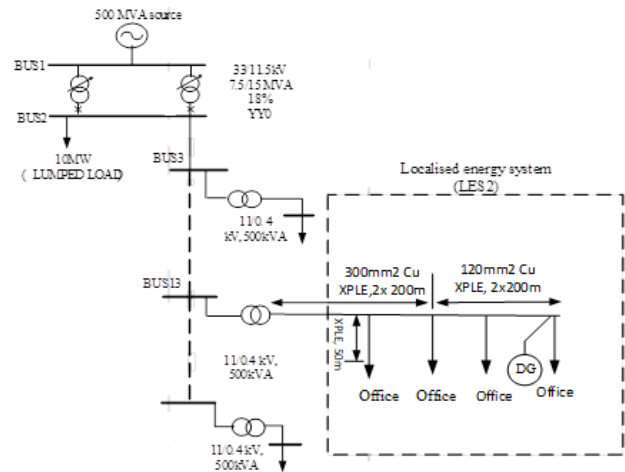 500 MVA source
BUS1
33/11.5kV
7.5/15 MVA
18%
YY0
BUS2
10MW
( LUMPED LOAD)
BUS3
11/0.4
kV, 500kVA
Localised energy system
(LES2)
300mm2 Cu
XPLE,2x 200m
120mm2 Cu
XPLE, 2x200m
BUS13
11/0.4 kV,
500kVA
XPLE, 50m
DG
Office
Office
Office
Office
11/0.4 kV,
500kVA